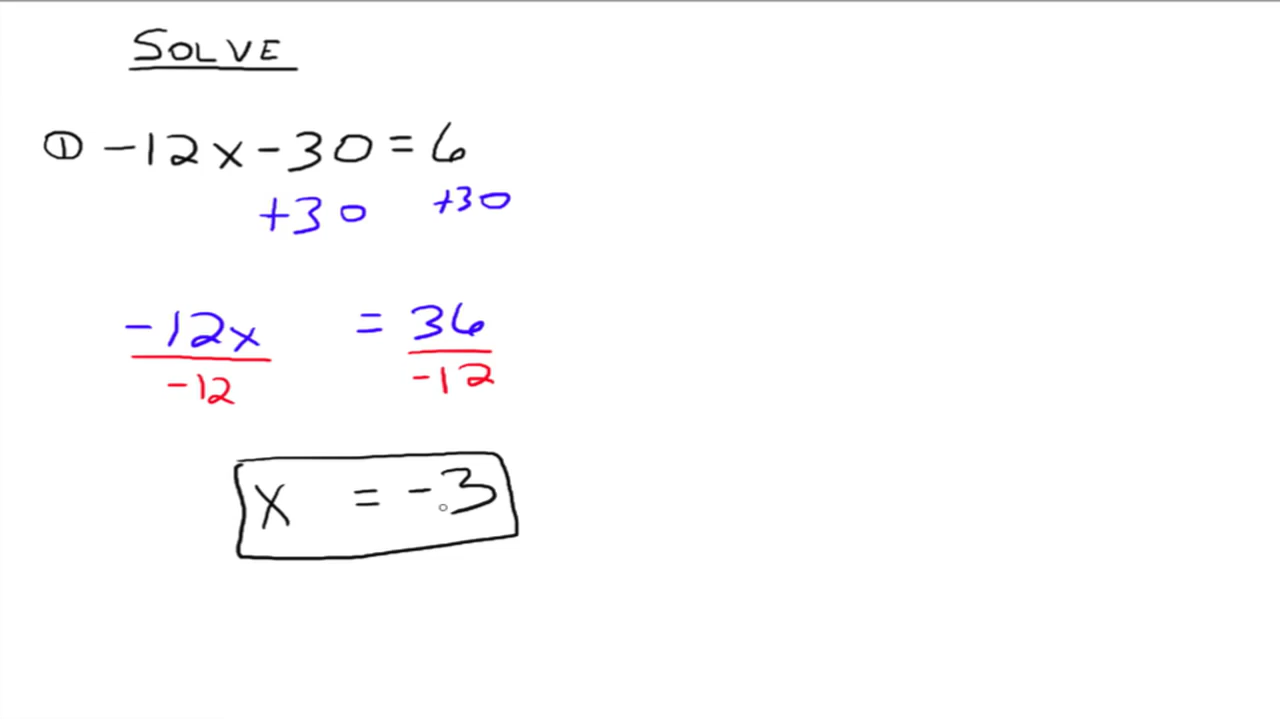 SOLVE
① -12x-30=6
+30 +30
-12x = 36
-12 -12
x = -3